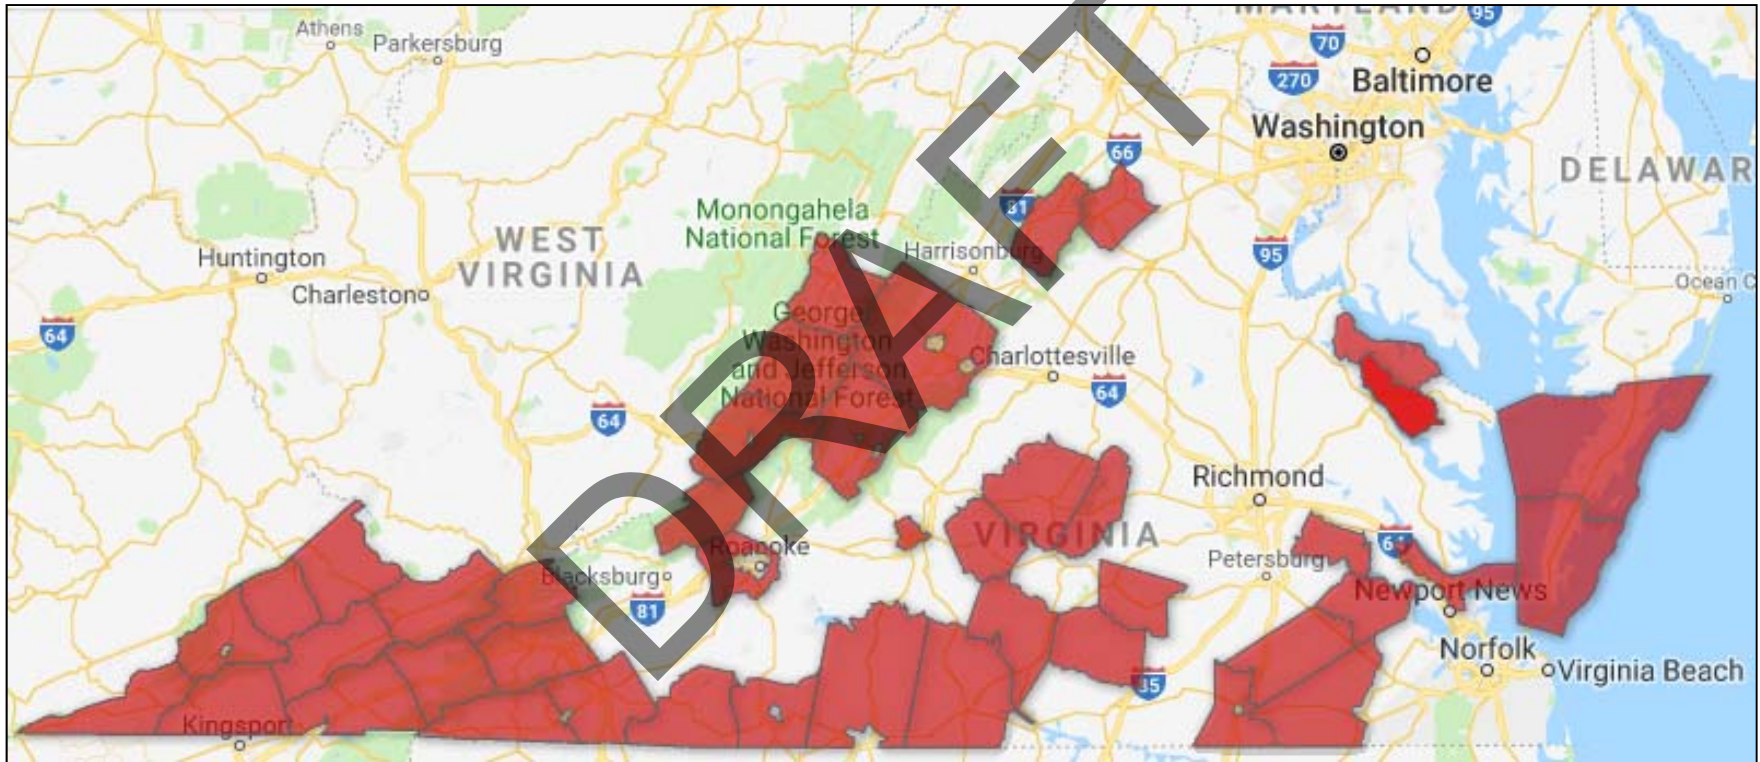 MARYLAND
95
Athens
Parkersburg
70
270
Baltimore
Washington
66
DELAWAR
81
Monongahela
National Forest
WEST
VIRGINIA
Harrisonburg
95
Huntington
Charleston
Ocean C
64
George
Washington
and Jefferson
National Forest
Charlottesville
64
64
DRAFT
Richmond
VIRGINIA
64
Roanoke
Petersburg
Blacksburg
Newport News
81
Norfolk
Virginia Beach
85
Kingsport